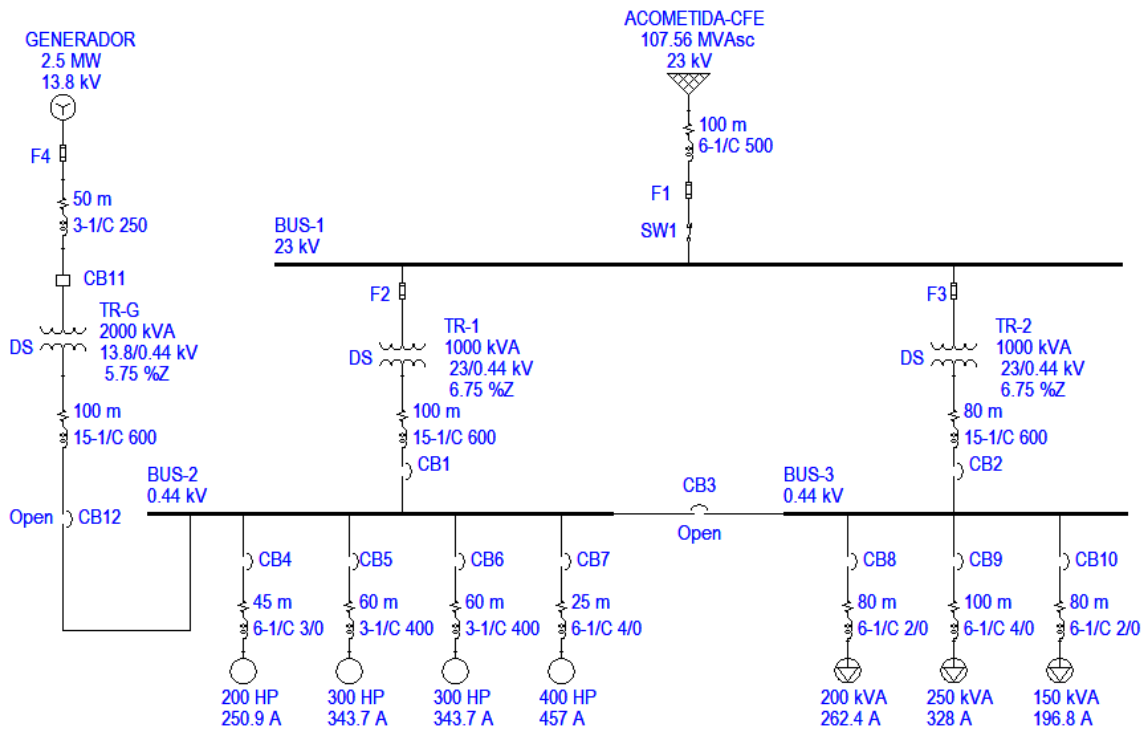 GENERADOR
2.5 MW
13.8 kV
F4
50 m
3-1/C 250
CB11
TR-G
2000 kVA
13.8/0.44 kV
5.75 %Z
DS
100 m
15-1/C 600
Open
CB12
ACOMETIDA-CFE
107.56 MVAsc
23 kV
100 m
6-1/C 500
F1
SW1
BUS-1
23 kV
F2
TR-1
1000 kVA
23/0.44 kV
6.75 %Z
DS
100 m
15-1/C 600
CB1
F3
TR-2
1000 kVA
23/0.44 kV
6.75 %Z
DS
80 m
15-1/C 600
CB2
BUS-2
0.44 kV
CB3
Open
BUS-3
0.44 kV
CB4
45 m
6-1/C 3/0
200 HP
250.9 A
CB5
60 m
3-1/C 400
300 HP
343.7 A
CB6
60 m
3-1/C 400
300 HP
343.7 A
CB7
25 m
6-1/C 4/0
400 HP
457 A
CB8
80 m
6-1/C 2/0
200 kVA
262.4 A
CB9
100 m
6-1/C 4/0
250 kVA
328 A
CB10
80 m
6-1/C 2/0
150 kVA
196.8 A